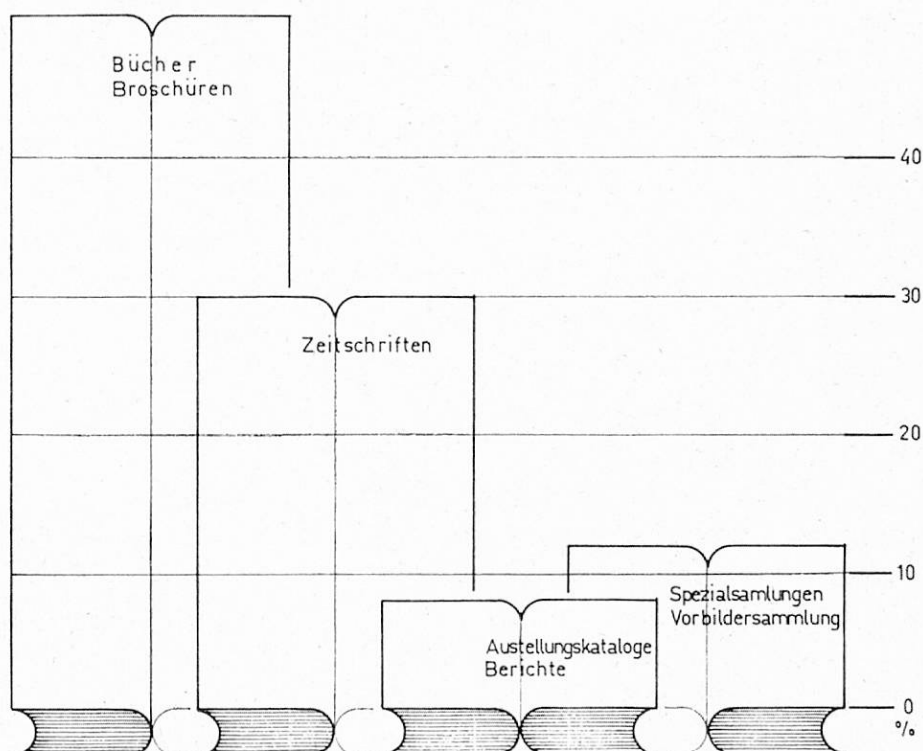 Bücher
Broschüren
40
30
Zeitschriften
20
10
Spezialsamlungen
Vorbildersammlung
Austellungskataloge
Berichte
0
%